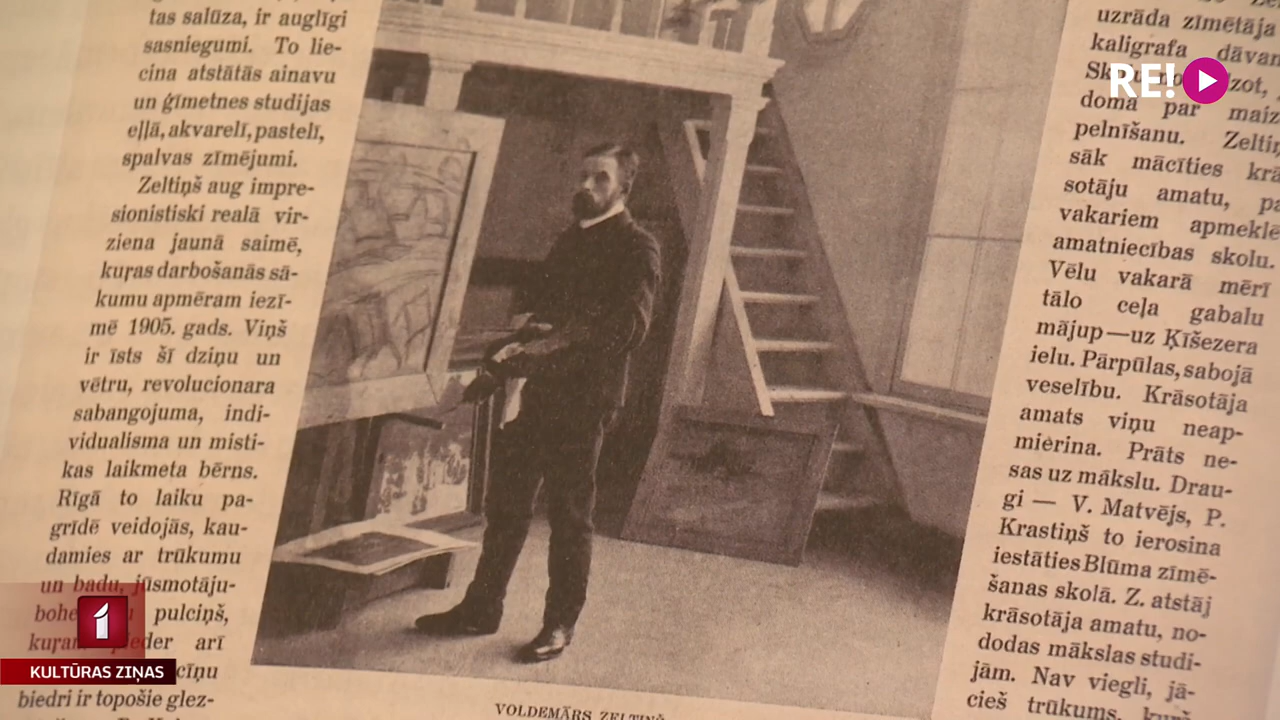 tas salūza, ir auglīgi
sasniegumi. To lie-
cina atstātās ainavu
un ģīmetnes studijas
eļļā, akvarelī, pastelī,
spalvas zīmējumi.
Zeltiņš aug impre-
sionistiski reālā vir-
ziena jaunā saimē,
kuŗas darbošanās sā-
kumu apmēram iezī-
mē 1905. gads. Viņš
ir īsts šī dziņu un
vētru, revolucionara
sabangojuma, indi-
vidualisma un misti-
kas laikmeta bērns.
Rīgā to laiku pa-
grīdē veidojās, kau-
damies ar trūkumu
un badu, jūsmotāju-
pulciņš,
kuŗam arī
biedri ir topošie glez-
VOLDEMĀRS ZELTIŅŠ
uzrāda zīmētāja
kaligrafa
domā par
pelnīšanu.
sāk mācīties
sotāju amatu,
vakariem
amatniecības skolu.
Vēlu vakarā mērī
tālo ceļa gabalu
mājup—uz Ķīšezera
ielu. Pārpūlas, sabojā
veselību. Krāsotāja
amats viņu neap-
mierina. Prāts ne-
sas uz mākslu. Drau-
gi — V. Matvējs, P.
Krastiņš to ierosina
iestāties Blūma zīmē-
šanas skolā. Z. atstāj
krāsotāja amatu, no-
dodas mākslas studi-
jām. Nav viegli, jā-
cieš trūkums,
RE!
1
KULTŪRAS ZIŅAS